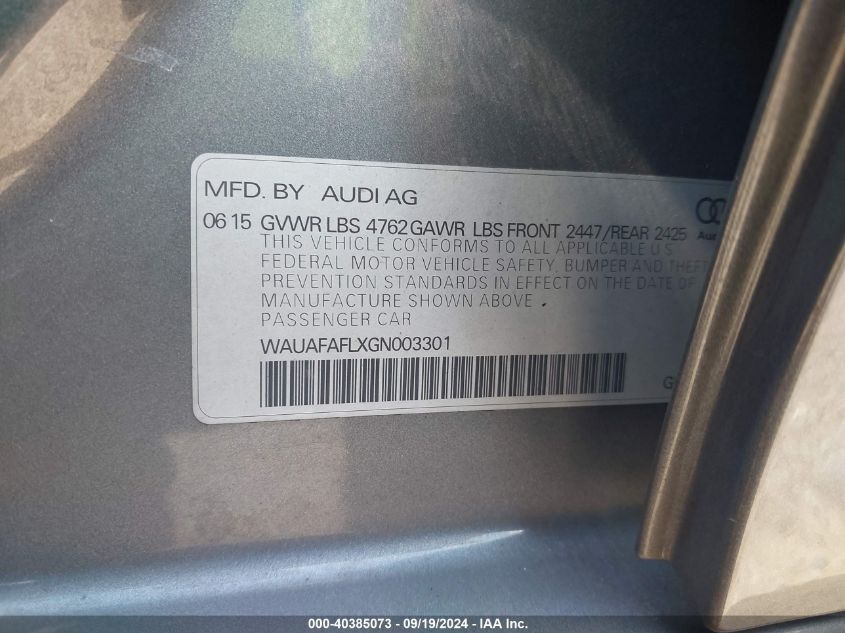 MFD. BY AUDI AG
06 15 GVWR LBS 4762 GAWR LBS FRONT 2447/REAR 2425
THIS VEHICLE CONFORMS TO ALL APPLICABLE U S
FEDERAL MOTOR VEHICLE SAFETY, BUMPER AND THEFT
PREVENTION STANDARDS IN EFFECT ON THE DATE OF
MANUFACTURE SHOWN ABOVE .
PASSENGER CAR
WAUAFAFLXGN003301
000-40385073 - 09/19/2024 - IAA Inc.